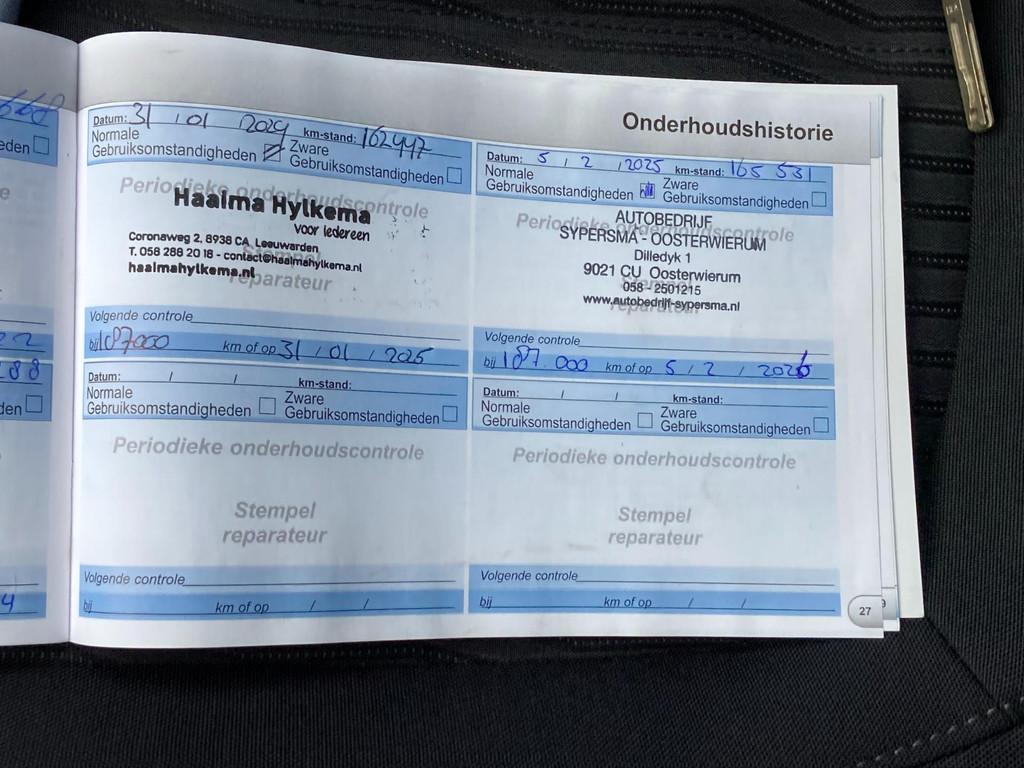 Onderhoudshistorie
668
Datum: 31 / 01 / 2024 km-stand: 162447
Normale Gebruiksomstandigheden Zware Gebruiksomstandigheden
Periodieke onderhoudscontrole
Haalma Hylkema
voor iedereen
Coronaweg 2, 8938 CA Leeuwarden
T. 058 288 20 18 - contact@haalmahylkema.nl
haalmahylkema.nl
Stempel
reparateur
Volgende controle
bij 187000 km of op 31 / 01 / 2025
Datum: 5 / 2 / 2025 km-stand: 165 531
Normale Gebruiksomstandigheden Zware Gebruiksomstandigheden
Periodieke onderhoudscontrole
AUTOBEDRIJF
SYPERSMA - OOSTERWIERUM
Dilledyk 1
9021 CU Oosterwierum
058 - 2501215
www.autobedrijf-sypersma.nl
reparateur
Volgende controle
bij 187.000 km of op 5 / 2 / 2026
Datum: / / km-stand:
Normale Gebruiksomstandigheden Zware Gebruiksomstandigheden
Periodieke onderhoudscontrole
Stempel
reparateur
Volgende controle
bij km of op / /
Datum: / / km-stand:
Normale Gebruiksomstandigheden Zware Gebruiksomstandigheden
Periodieke onderhoudscontrole
Stempel
reparateur
Volgende controle
bij km of op / /
27